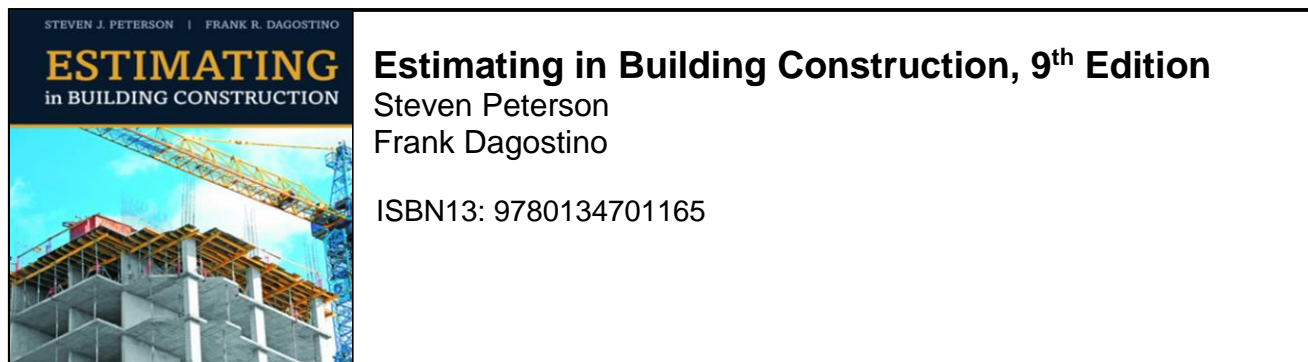 STEVEN J. PETERSON | FRANK R. DAGOSTINO
ESTIMATING
in BUILDING CONSTRUCTION
Estimating in Building Construction, 9th Edition
Steven Peterson
Frank Dagostino
ISBN13: 9780134701165